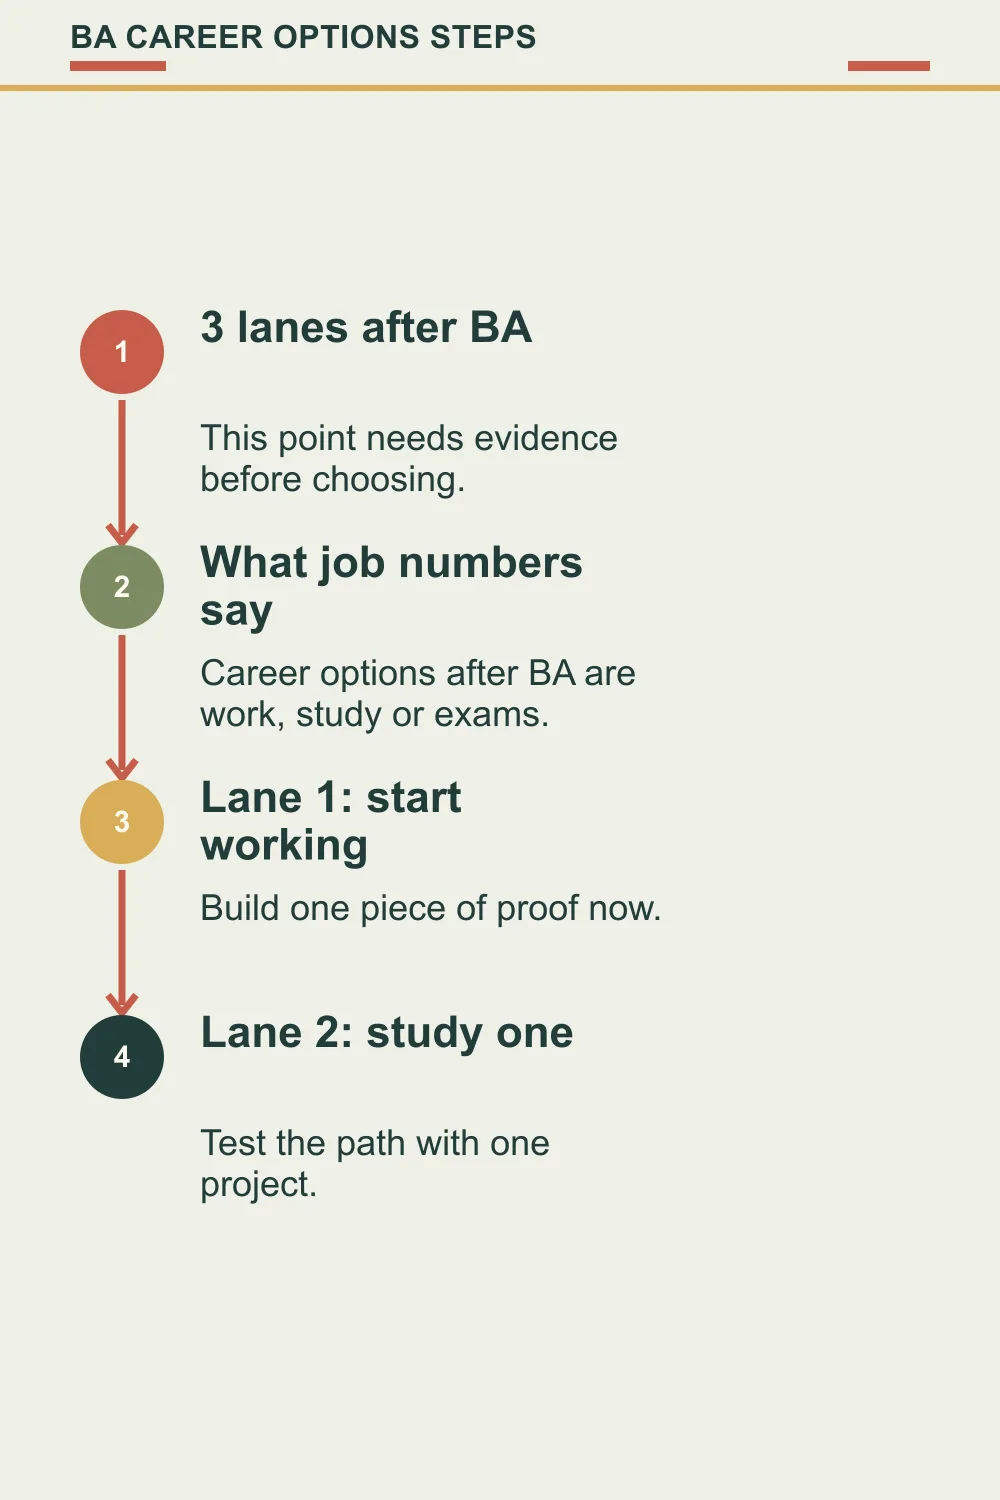 BA CAREER OPTIONS STEPS
1
3 lanes after BA
This point needs evidence
before choosing.
2
What job numbers
say
Career options after BA are
work, study or exams.
3
Lane 1: start
working
Build one piece of proof now.
4
Lane 2: study one
Test the path with one
project.